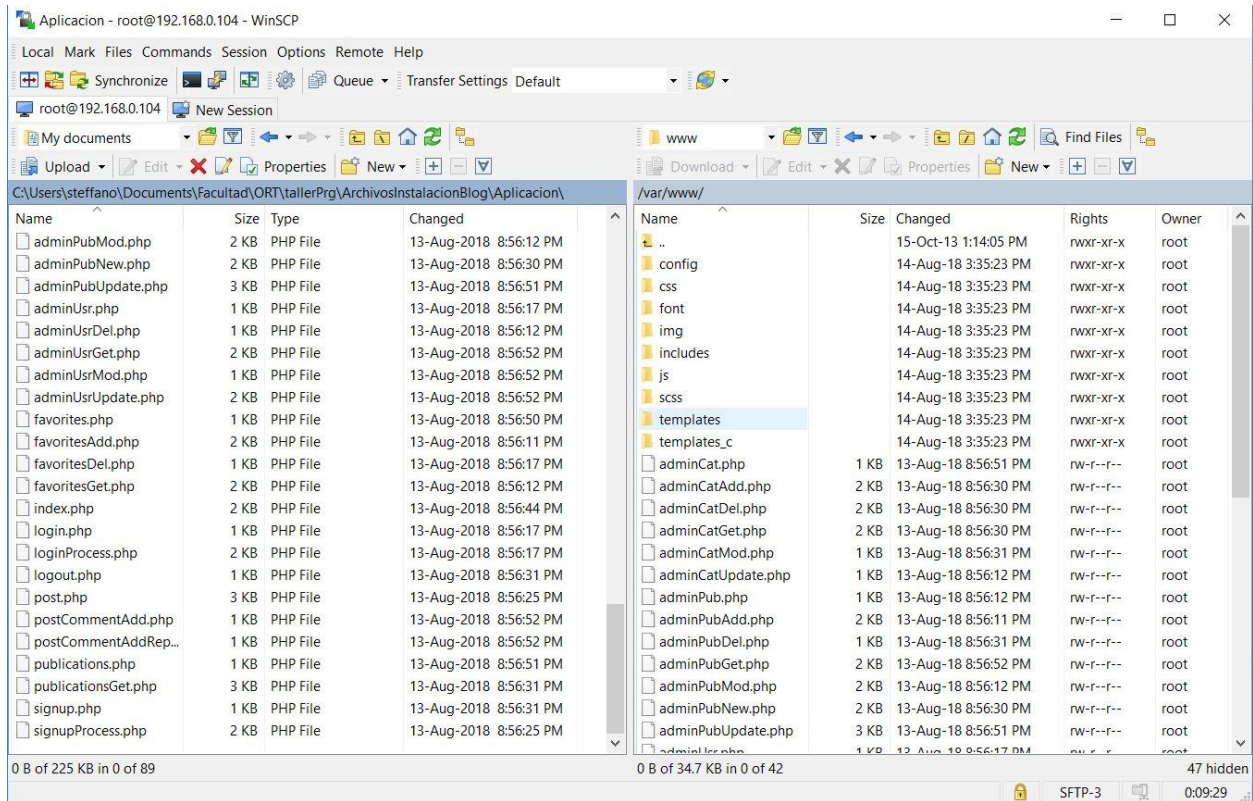 Aplicacion - root@192.168.0.104 - WinSCP
Local Mark Files Commands Session Options Remote Help
Synchronize Queue Transfer Settings Default
root@192.168.0.104 New Session
My documents
Upload Edit Properties New
C:\Users\steffano\Documents\Facultad\ORT\tallerPrg\ArchivosInstalacionBlog\Aplicacion\
Name Size Type Changed
adminPubMod.php 2 KB PHP File 13-Aug-2018 8:56:12 PM
adminPubNew.php 2 KB PHP File 13-Aug-2018 8:56:30 PM
adminPubUpdate.php 3 KB PHP File 13-Aug-2018 8:56:51 PM
adminUsr.php 1 KB PHP File 13-Aug-2018 8:56:17 PM
adminUsrDel.php 1 KB PHP File 13-Aug-2018 8:56:12 PM
adminUsrGet.php 2 KB PHP File 13-Aug-2018 8:56:52 PM
adminUsrMod.php 1 KB PHP File 13-Aug-2018 8:56:52 PM
adminUsrUpdate.php 2 KB PHP File 13-Aug-2018 8:56:52 PM
favorites.php 1 KB PHP File 13-Aug-2018 8:56:50 PM
favoritesAdd.php 2 KB PHP File 13-Aug-2018 8:56:11 PM
favoritesDel.php 1 KB PHP File 13-Aug-2018 8:56:17 PM
favoritesGet.php 2 KB PHP File 13-Aug-2018 8:56:12 PM
index.php 2 KB PHP File 13-Aug-2018 8:56:44 PM
login.php 1 KB PHP File 13-Aug-2018 8:56:17 PM
loginProcess.php 2 KB PHP File 13-Aug-2018 8:56:17 PM
logout.php 1 KB PHP File 13-Aug-2018 8:56:31 PM
post.php 3 KB PHP File 13-Aug-2018 8:56:25 PM
postCommentAdd.php 1 KB PHP File 13-Aug-2018 8:56:52 PM
postCommentAddRep... 1 KB PHP File 13-Aug-2018 8:56:52 PM
publications.php 1 KB PHP File 13-Aug-2018 8:56:51 PM
publicationsGet.php 3 KB PHP File 13-Aug-2018 8:56:31 PM
signup.php 1 KB PHP File 13-Aug-2018 8:56:31 PM
signupProcess.php 2 KB PHP File 13-Aug-2018 8:56:25 PM
0 B of 225 KB in 0 of 89
www Find Files
Download Edit Properties New
/var/www/
Name Size Changed Rights Owner
.. 15-Oct-13 1:14:05 PM rwxr-xr-x root
config 14-Aug-18 3:35:23 PM rwxr-xr-x root
css 14-Aug-18 3:35:23 PM rwxr-xr-x root
font 14-Aug-18 3:35:23 PM rwxr-xr-x root
img 14-Aug-18 3:35:23 PM rwxr-xr-x root
includes 14-Aug-18 3:35:23 PM rwxr-xr-x root
js 14-Aug-18 3:35:23 PM rwxr-xr-x root
scss 14-Aug-18 3:35:23 PM rwxr-xr-x root
templates 14-Aug-18 3:35:23 PM rwxr-xr-x root
templates_c 14-Aug-18 3:35:23 PM rwxr-xr-x root
adminCat.php 1 KB 13-Aug-18 8:56:51 PM rw-r--r-- root
adminCatAdd.php 2 KB 13-Aug-18 8:56:30 PM rw-r--r-- root
adminCatDel.php 2 KB 13-Aug-18 8:56:30 PM rw-r--r-- root
adminCatGet.php 2 KB 13-Aug-18 8:56:30 PM rw-r--r-- root
adminCatMod.php 1 KB 13-Aug-18 8:56:31 PM rw-r--r-- root
adminCatUpdate.php 1 KB 13-Aug-18 8:56:12 PM rw-r--r-- root
adminPub.php 1 KB 13-Aug-18 8:56:12 PM rw-r--r-- root
adminPubAdd.php 2 KB 13-Aug-18 8:56:11 PM rw-r--r-- root
adminPubDel.php 1 KB 13-Aug-18 8:56:31 PM rw-r--r-- root
adminPubGet.php 2 KB 13-Aug-18 8:56:52 PM rw-r--r-- root
adminPubMod.php 2 KB 13-Aug-18 8:56:12 PM rw-r--r-- root
adminPubNew.php 2 KB 13-Aug-18 8:56:30 PM rw-r--r-- root
adminPubUpdate.php 3 KB 13-Aug-18 8:56:51 PM rw-r--r-- root
adminUsr.php 1 KB 13-Aug-18 8:56:17 PM rw-r--r-- root
0 B of 34.7 KB in 0 of 42 47 hidden
SFTP-3 0:09:29